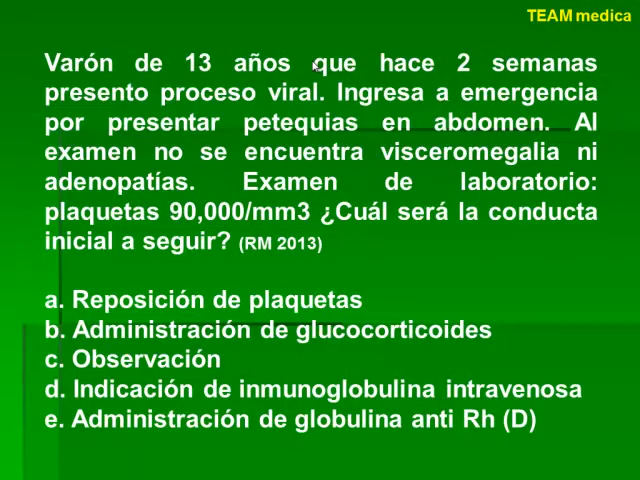 TEAM medica
Varón de 13 años que hace 2 semanas
presento proceso viral. Ingresa a emergencia
por presentar petequias en abdomen. Al
examen no se encuentra visceromegalia ni
adenopatías. Examen de laboratorio:
plaquetas 90,000/mm3 ¿Cuál será la conducta
inicial a seguir? (RM 2013)
a. Reposición de plaquetas
b. Administración de glucocorticoides
c. Observación
d. Indicación de inmunoglobulina intravenosa
e. Administración de globulina anti Rh (D)